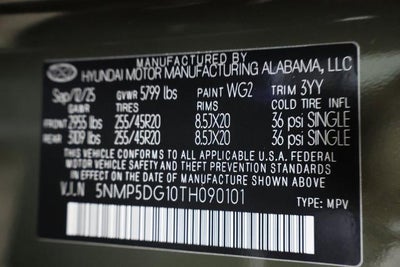 MANUFACTURED BY
HYUNDAI MOTOR MANUFACTURING ALABAMA, LLC
Sep/10/25 GVWR 5799 lbs PAINT WG2 TRIM 3YY
GAWR TIRES RIMS COLD TIRE INFL
FRONT 2955 lbs 255/45R20 8.5JX20 36 psi SINGLE
REAR 3109 lbs 255/45R20 8.5JX20 36 psi SINGLE
THIS VEHICLE CONFORMS TO ALL APPLICABLE U.S.A. FEDERAL
MOTOR VEHICLE SAFETY AND THEFT PREVENTION STANDARDS
IN EFFECT ON THE DATE OF MANUFACTURE SHOWN ABOVE
V.I.N 5NMP5DG10TH090101 TYPE: MPV